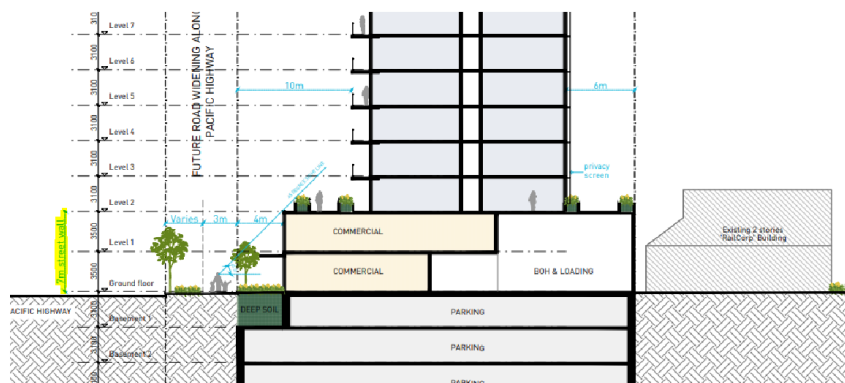 310
Level 7
3100
Level 6
3100
Level 5
3100
Level 4
3100
Level 3
3100
Level 2
3500
Level 1
3500
Ground floor
3100
Basement 1
3100
Basement 2
7m street wall
FUTURE ROAD WIDENING ALONG
PACIFIC HIGHWAY
10m
6m
privacy
screen
Varies
3m
4m
COMMERCIAL
COMMERCIAL
BOH & LOADING
Existing 2 stories
"RailCorp" Building
ACIFIC HIGHWAY
DEEP SOIL
PARKING
PARKING
PARKING